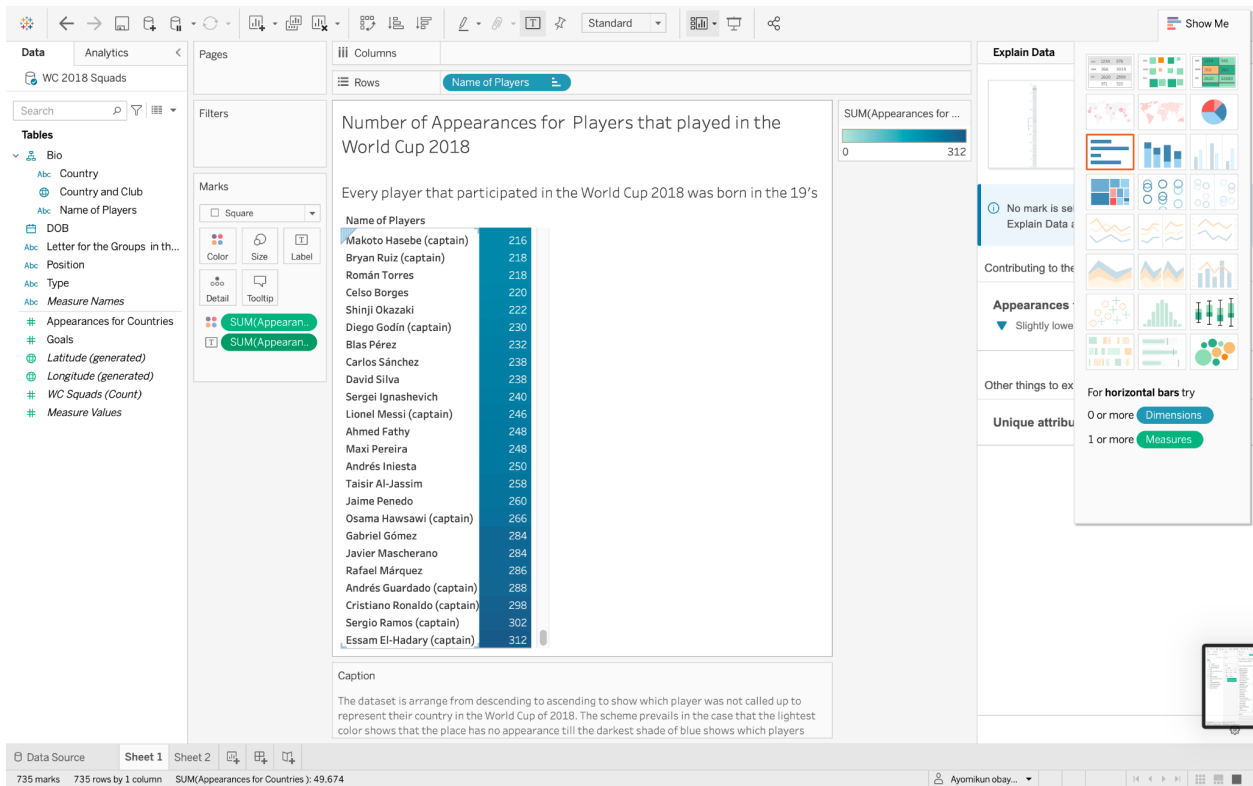 Standard
Show Me
Data
Analytics
WC 2018 Squads
Search
Tables
Bio
Abc Country
Country and Club
Abc Name of Players
DOB
Abc Letter for the Groups in th...
Abc Position
Abc Type
Abc Measure Names
# Appearances for Countries
# Goals
Latitude (generated)
Longitude (generated)
# WC Squads (Count)
# Measure Values
Pages
Filters
Marks
Square
Color Size Label
Detail Tooltip
SUM(Appearan..
SUM(Appearan..
Columns
Rows
Name of Players
Number of Appearances for Players that played in the
World Cup 2018
Every player that participated in the World Cup 2018 was born in the 19's
Name of Players
Makoto Hasebe (captain) 216
Bryan Ruiz (captain) 218
Román Torres 218
Celso Borges 220
Shinji Okazaki 222
Diego Godín (captain) 230
Blas Pérez 232
Carlos Sánchez 238
David Silva 238
Sergei Ignashevich 240
Lionel Messi (captain) 246
Ahmed Fathy 248
Maxi Pereira 248
Andrés Iniesta 250
Taisir Al-Jassim 258
Jaime Penedo 260
Osama Hawsawi (captain) 266
Gabriel Gómez 284
Javier Mascherano 284
Rafael Márquez 286
Andrés Guardado (captain) 288
Cristiano Ronaldo (captain) 298
Sergio Ramos (captain) 302
Essam El-Hadary (captain) 312
Caption
The dataset is arrange from descending to ascending to show which player was not called up to
represent their country in the World Cup of 2018. The scheme prevails in the case that the lightest
color shows that the place has no appearance till the darkest shade of blue shows which players
SUM(Appearances for ...
0 312
Explain Data
No mark is se
Explain Data a
Contributing to the
Appearances
Slightly lowe
Other things to ex
Unique attribu
For horizontal bars try
0 or more Dimensions
1 or more Measures
Data Source
Sheet 1
Sheet 2
735 marks 735 rows by 1 column SUM(Appearances for Countries ): 49,674
Ayomikun obay...